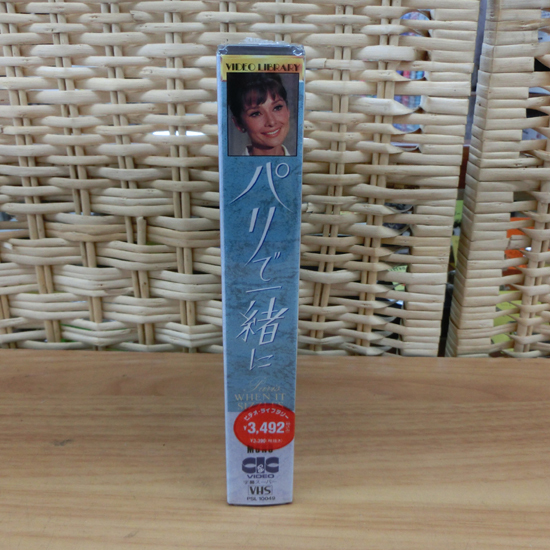 VIDEO LIBRARY
パリで一緒に
Paris
WHEN IT
ビデオ・ライブラリー
¥3,492
CIC
VIDEO
VHS